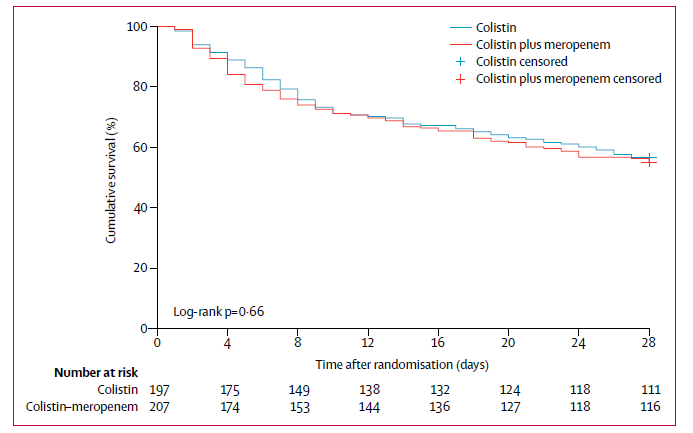 Colistin
Colistin plus meropenem
Colistin censored
Colistin plus meropenem censored
100
80
60
40
20
0
Cumulative survival (%)
Log-rank p=0·66
0 4 8 12 16 20 24 28
Time after randomisation (days)
Number at risk
Colistin 197 175 149 138 132 124 118 111
Colistin–meropenem 207 174 153 144 136 127 118 116